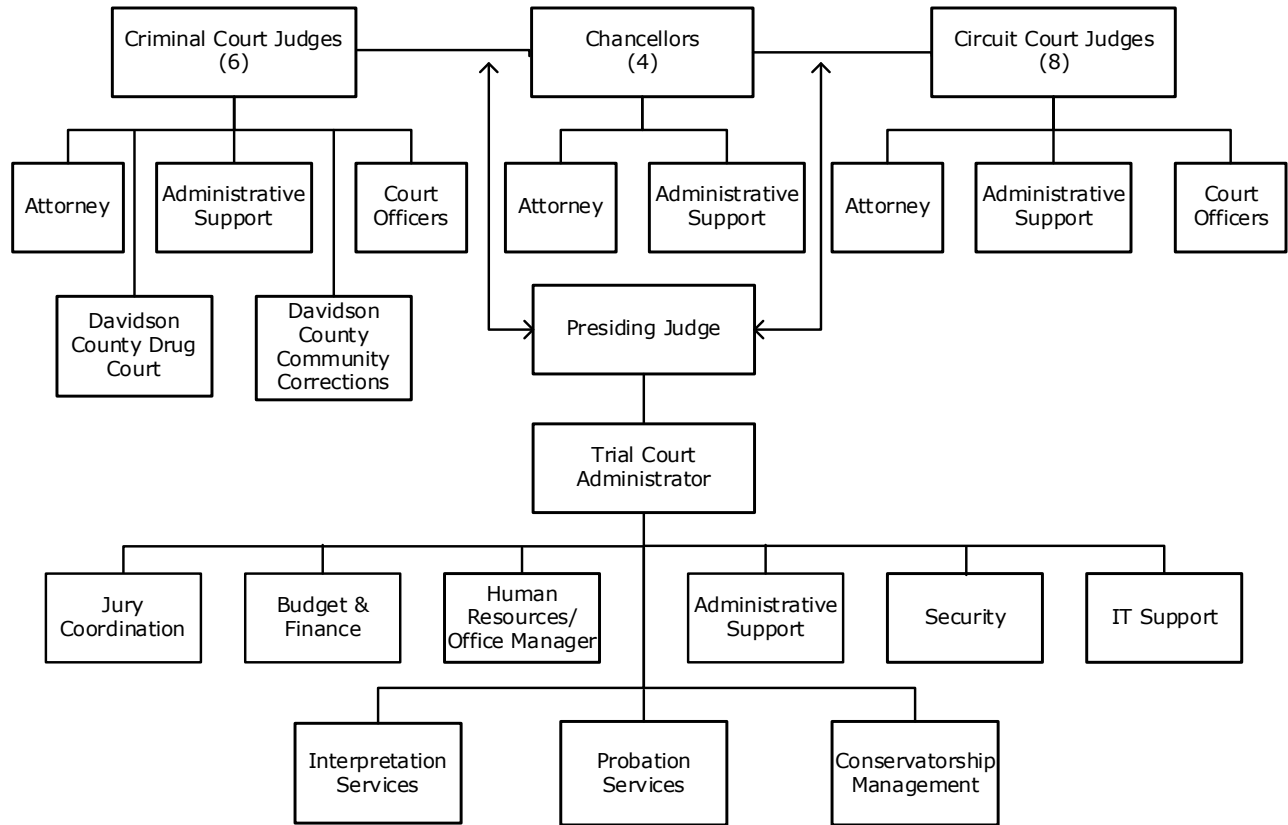 Criminal Court Judges
(6)
Chancellors
(4)
Circuit Court Judges
(8)
Attorney
Administrative
Support
Court
Officers
Attorney
Administrative
Support
Attorney
Administrative
Support
Court
Officers
Davidson
County Drug
Court
Davidson
County
Community
Corrections
Presiding Judge
Trial Court
Administrator
Jury
Coordination
Budget &
Finance
Human
Resources/
Office Manager
Administrative
Support
Security
IT Support
Interpretation
Services
Probation
Services
Conservatorship
Management